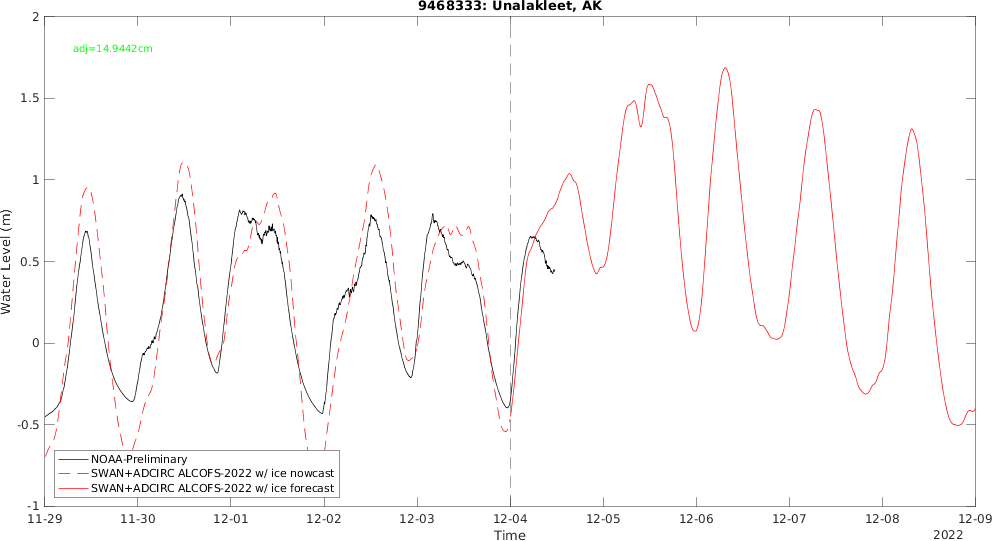 9468333: Unalakleet, AK
2
adj=14.9442cm
1.5
1
0.5
0
-0.5
-1
Water Level (m)
NOAA-Preliminary
SWAN+ADCIRC ALCOFS-2022 w/ ice nowcast
SWAN+ADCIRC ALCOFS-2022 w/ ice forecast
11-29 11-30 12-01 12-02 12-03 12-04 12-05 12-06 12-07 12-08 12-09
Time
2022